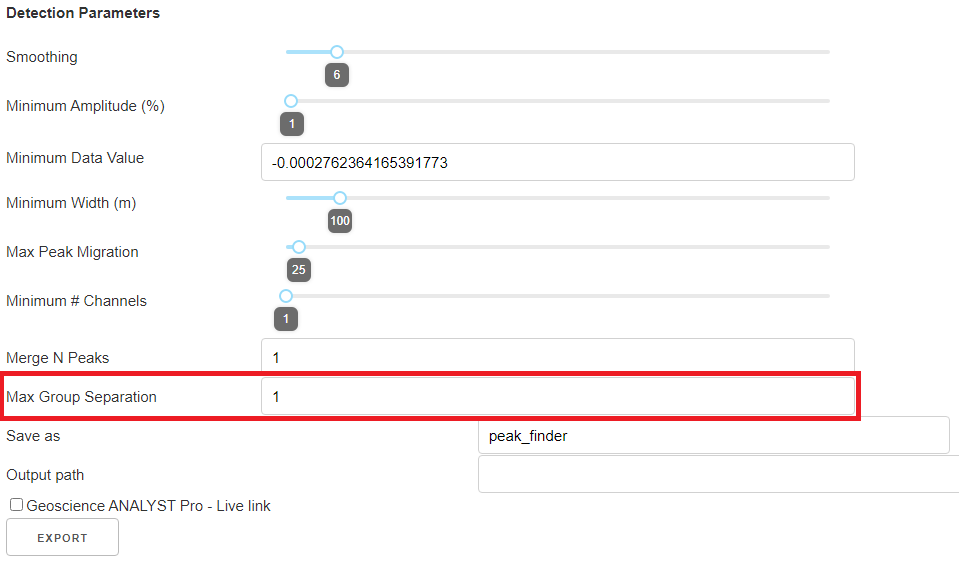 Detection Parameters
Smoothing
6
Minimum Amplitude (%)
1
Minimum Data Value -0.0002762364165391773
Minimum Width (m)
100
Max Peak Migration
25
Minimum # Channels
1
Merge N Peaks 1
Max Group Separation 1
Save as peak_finder
Output path
Geoscience ANALYST Pro - Live link
EXPORT